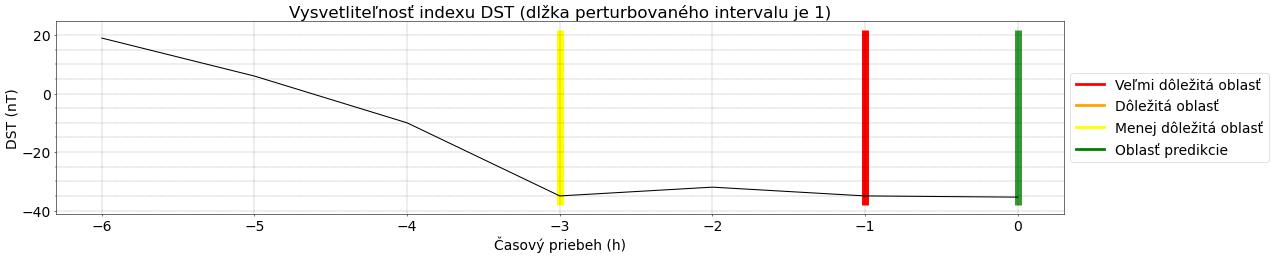 Vysvetliteľnosť indexu DST (dĺžka perturbovaného intervalu je 1)
DST (nT)
20
0
−20
−40
−6 −5 −4 −3 −2 −1 0
Časový priebeh (h)
Veľmi dôležitá oblasť
Dôležitá oblasť
Menej dôležitá oblasť
Oblasť predikcie